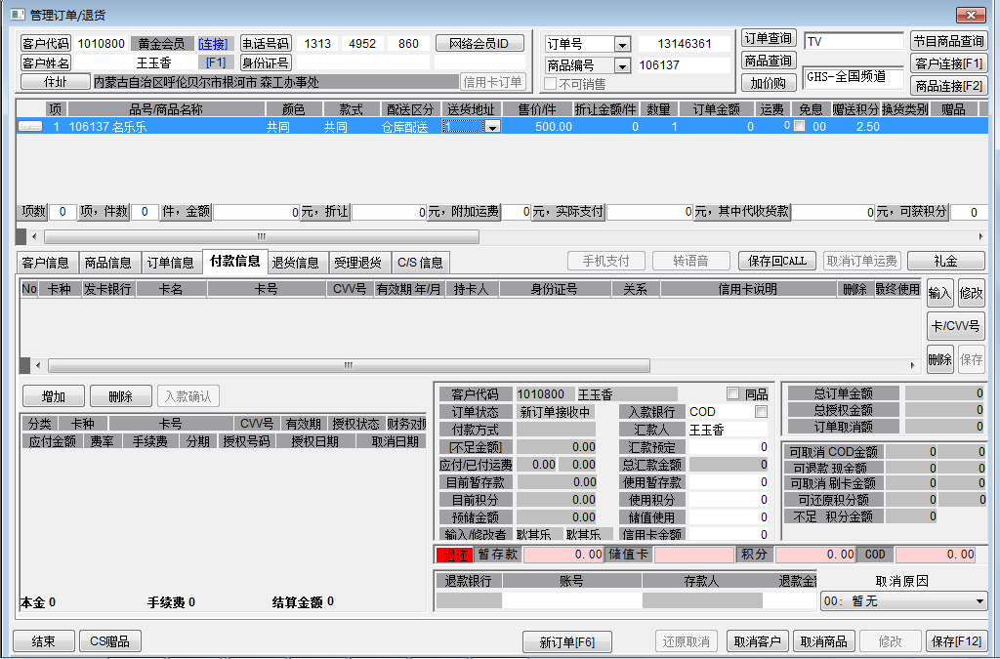 管理订单/退货
客户代码 1010800 黄金会员 [连接] 电话号码 1313 4952 860 网络会员ID 订单号 13146361 订单查询 TV 节目商品查询
客户姓名 王玉香 [F1] 身份证号 商品编号 106137 商品查询 客户连接[F1]
住址 内蒙古自治区呼伦贝尔市根河市 森工办事处 信用卡订单 不可销售 加价购 GHS-全国频道 商品连接[F2]
项 品号/商品名称 颜色 款式 配送区分 送货地址 售价/件 折让金额/件 数量 订单金额 运费 免息 赠送积分 换货类别 赠品
1 106137 名乐乐 共同 共同 仓库配送 1 500.00 0 1 0 0 00 2.50
项数 0 项，件数 0 件，金额 0 元，折让 0 元，附加运费 0 元，实际支付 0 元，其中代收货款 0 元，可获积分 0
客户信息 商品信息 订单信息 付款信息 退货信息 受理退货 C/S 信息 手机支付 转语音 保存回CALL 取消订单运费 礼金
No 卡种 发卡银行 卡名 卡号 CVV号 有效期 年/月 持卡人 身份证号 关系 信用卡说明 删除 最终使用
输入 修改
卡/CVV号
删除 保存
增加 删除 入款确认
分类 卡种 卡号 CVV号 有效期 授权状态 财务对账
应付金额 费率 手续费 分期 授权号码 授权日期 取消日期
本金 0 手续费 0 结算金额 0
客户代码 1010800 王玉香 同品
订单状态 新订单接收中 入款银行 COD
付款方式 汇款人 王玉香
[不足金额] 0.00 汇款预定 0
应付/已付运费 0.00 0.00 总汇款金额 0
目前暂存款 0.00 使用暂存款 0
目前积分 0.00 使用积分 0
预储金额 0.00 储值使用 0
输入/修改者 耿其乐 耿其乐 信用卡金额 0
总订单金额 0
总授权金额 0
订单取消额 0
可取消 COD金额 0 0
可退款 现金额 0 0
可取消 刷卡金额 0 0
可还原积分额 0 0
不足 积分金额 0
退还 暂存款 0.00 储值卡 积分 0.00 COD 0.00
退款银行 账号 存款人 退款金额 取消原因
00: 暂无
结束 CS赠品 新订单[F6] 还原取消 取消客户 取消商品 修改 保存[F12]